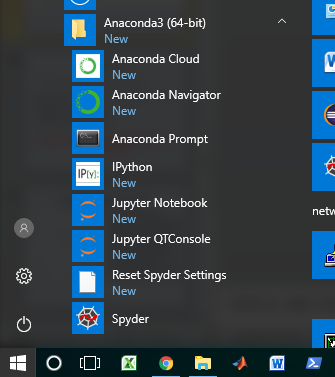 Anaconda3 (64-bit)
New
Anaconda Cloud
New
Anaconda Navigator
New
Anaconda Prompt
IPython
New
Jupyter Notebook
New
Jupyter QTConsole
New
Reset Spyder Settings
New
Spyder
netw